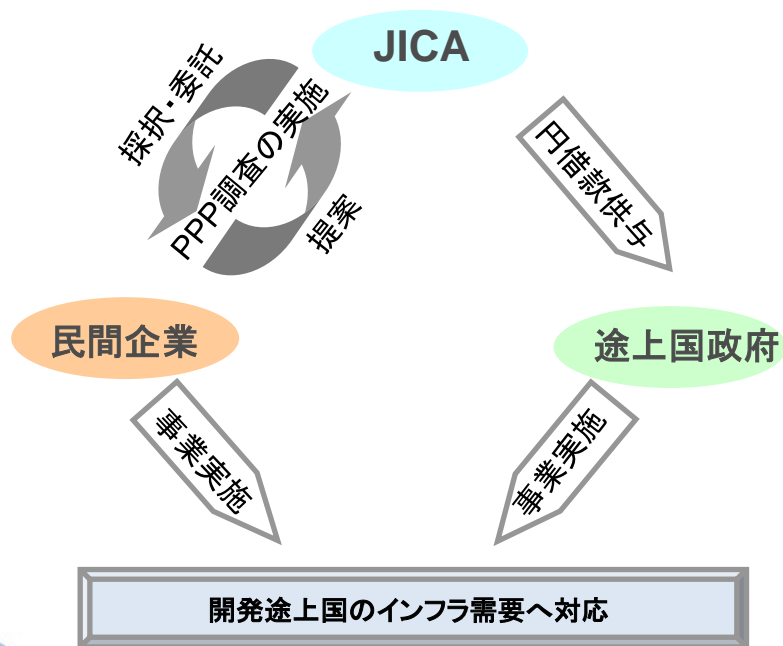 JICA
採択・委託
PPP調査の実施
提案
円借款供与
民間企業
途上国政府
事業実施
事業実施
開発途上国のインフラ需要へ対応